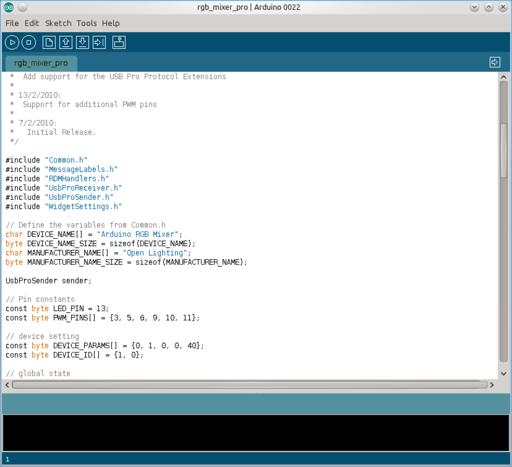 rgb_mixer_pro | Arduino 0022
File Edit Sketch Tools Help
rgb_mixer_pro
 *  Add support for the USB Pro Protocol Extensions
 *
 * 13/2/2010:
 *  Support for additional PWM pins
 *
 * 7/2/2010:
 *   Initial Release.
 */
#include "Common.h"
#include "MessageLabels.h"
#include "RDMHandlers.h"
#include "UsbProReceiver.h"
#include "UsbProSender.h"
#include "WidgetSettings.h"
// Define the variables from Common.h
char DEVICE_NAME[] = "Arduino RGB Mixer";
byte DEVICE_NAME_SIZE = sizeof(DEVICE_NAME);
char MANUFACTURER_NAME[] = "Open Lighting";
byte MANUFACTURER_NAME_SIZE = sizeof(MANUFACTURER_NAME);
UsbProSender sender;
// Pin constants
const byte LED_PIN = 13;
const byte PWM_PINS[] = {3, 5, 6, 9, 10, 11};
// device setting
const byte DEVICE_PARAMS[] = {0, 1, 0, 0, 40};
const byte DEVICE_ID[] = {1, 0};
// global state
1